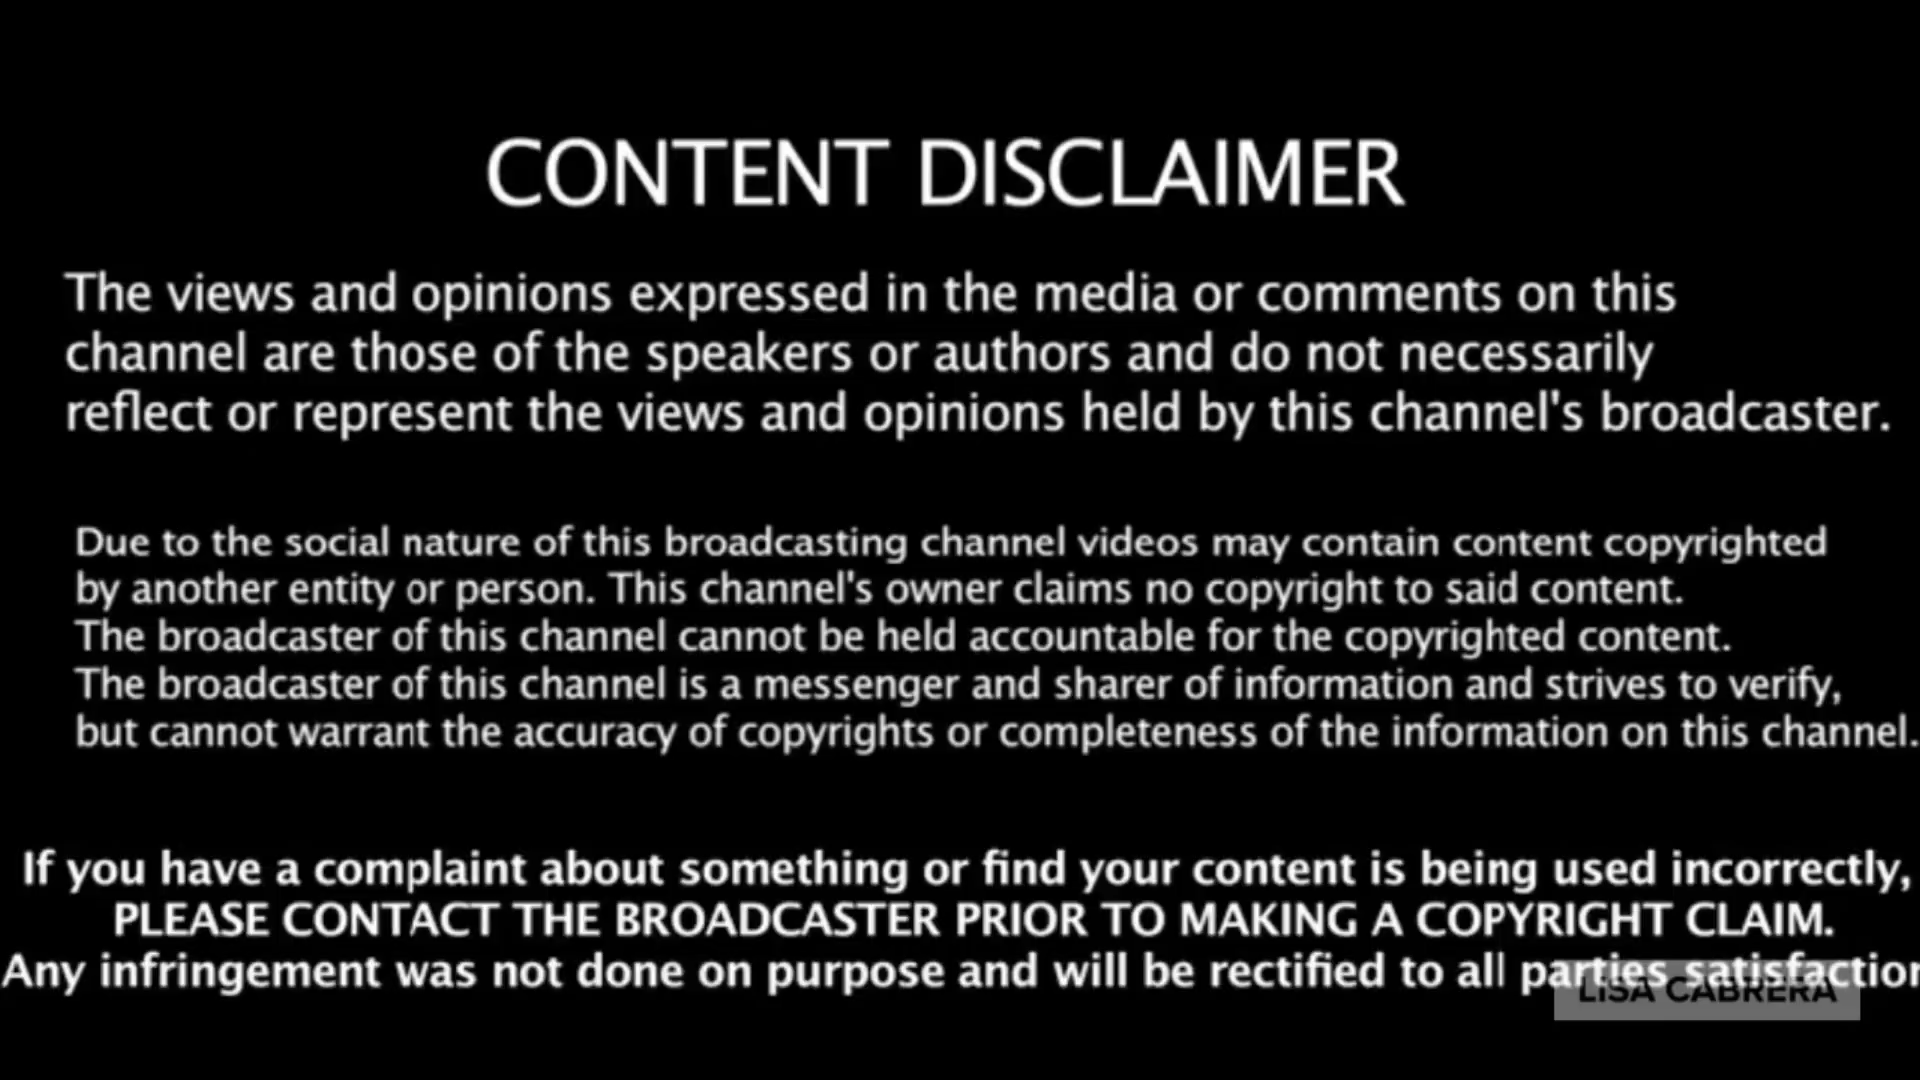 CONTENT DISCLAIMER
The views and opinions expressed in the media or comments on this
channel are those of the speakers or authors and do not necessarily
reflect or represent the views and opinions held by this channel's broadcaster.
Due to the social nature of this broadcasting channel videos may contain content copyrighted
by another entity or person. This channel's owner claims no copyright to said content.
The broadcaster of this channel cannot be held accountable for the copyrighted content.
The broadcaster of this channel is a messenger and sharer of information and strives to verify,
but cannot warrant the accuracy of copyrights or completeness of the information on this channel.
If you have a complaint about something or find your content is being used incorrectly,
PLEASE CONTACT THE BROADCASTER PRIOR TO MAKING A COPYRIGHT CLAIM.
Any infringement was not done on purpose and will be rectified to all parties satisfaction
LISA CABRERA